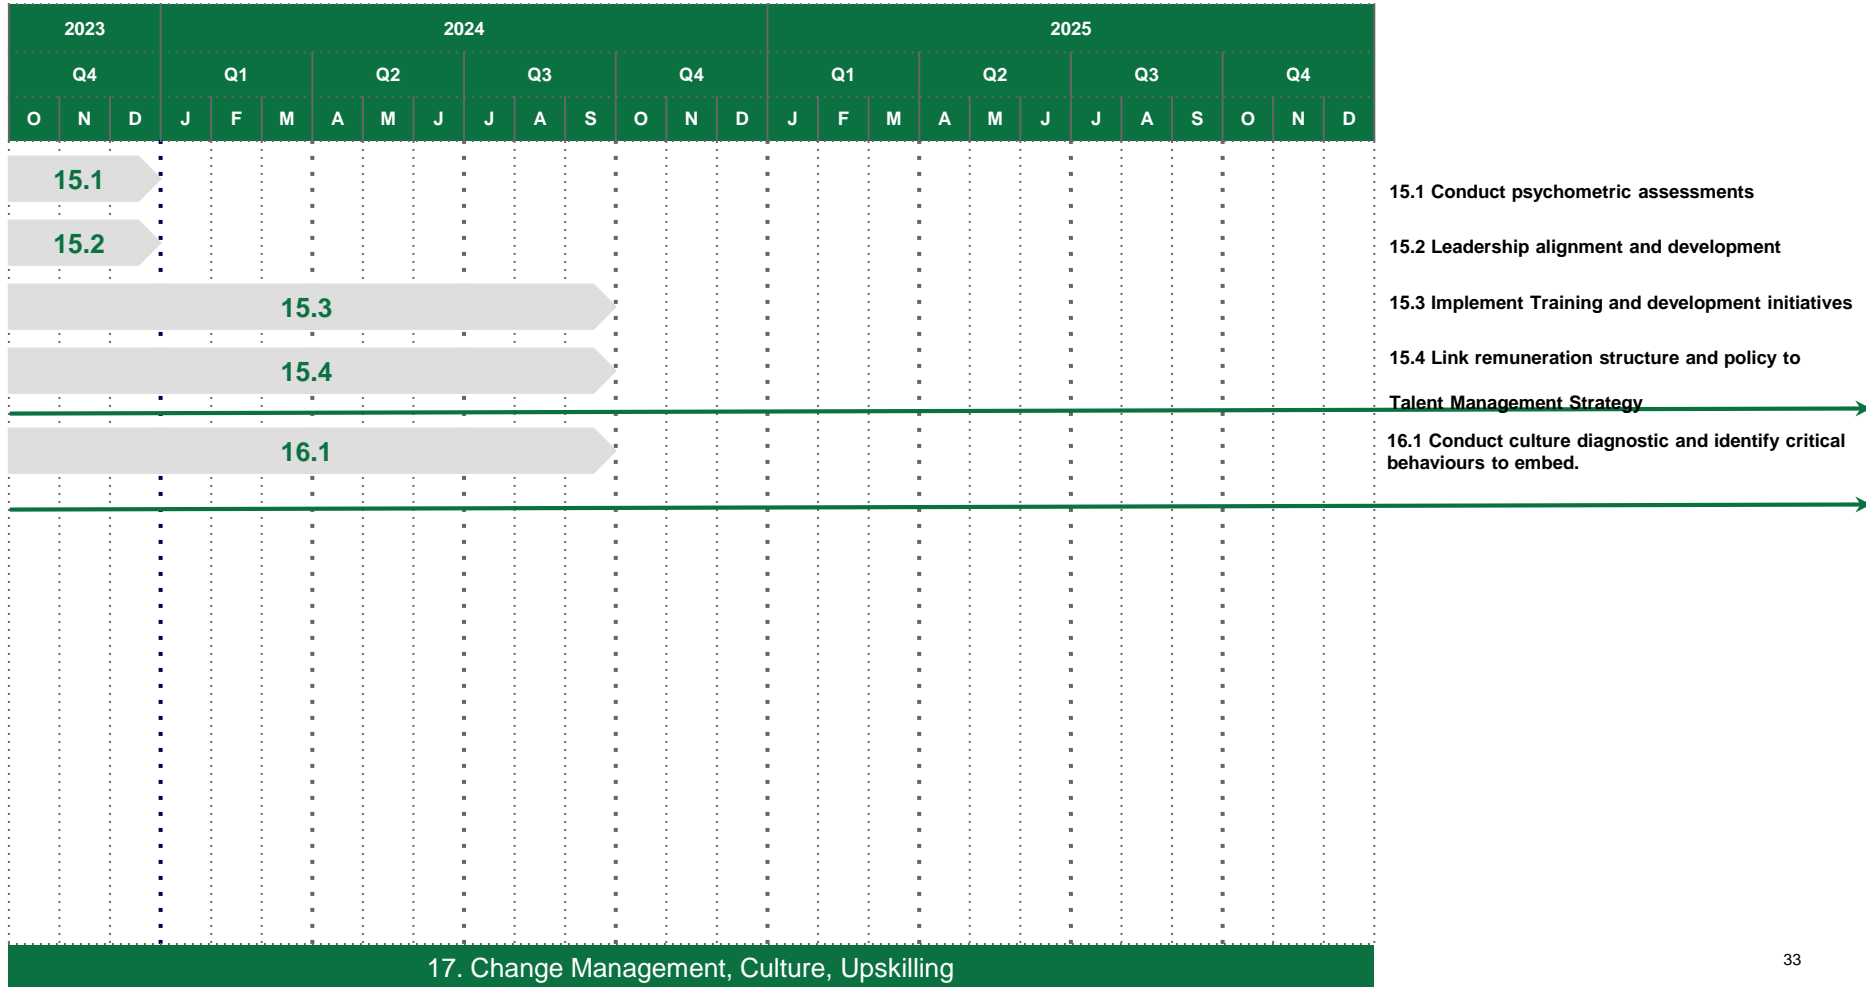 2023 2024 2025
Q4 Q1 Q2 Q3 Q4 Q1 Q2 Q3 Q4
O N D J F M A M J J A S O N D J F M A M J J A S O N D
15.1
15.2
15.3
15.4
16.1
15.1 Conduct psychometric assessments
15.2 Leadership alignment and development
15.3 Implement Training and development initiatives
15.4 Link remuneration structure and policy to
Talent Management Strategy
16.1 Conduct culture diagnostic and identify critical
behaviours to embed.
17. Change Management, Culture, Upskilling
33